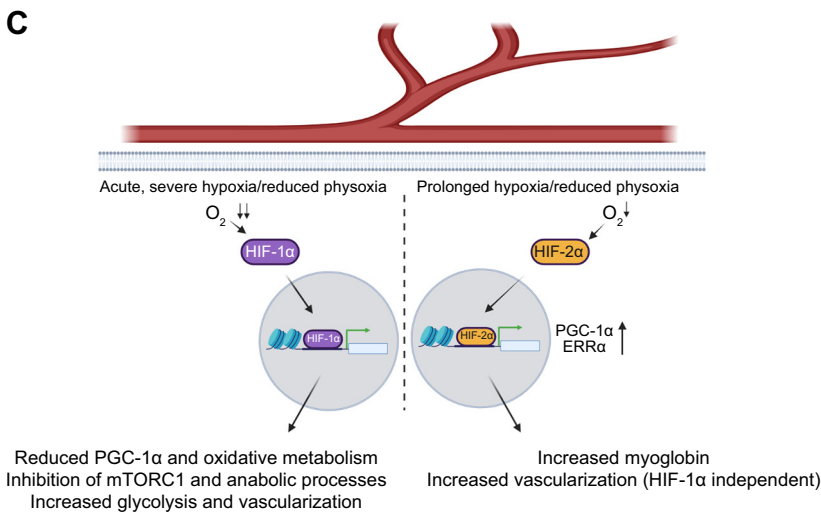 C
Acute, severe hypoxia/reduced physoxia
O2 ↓↓
HIF-1α
HIF-1α
Reduced PGC-1α and oxidative metabolism
Inhibition of mTORC1 and anabolic processes
Increased glycolysis and vascularization
Prolonged hypoxia/reduced physoxia
O2 ↓
HIF-2α
HIF-2α
PGC-1α
ERRα
Increased myoglobin
Increased vascularization (HIF-1α independent)